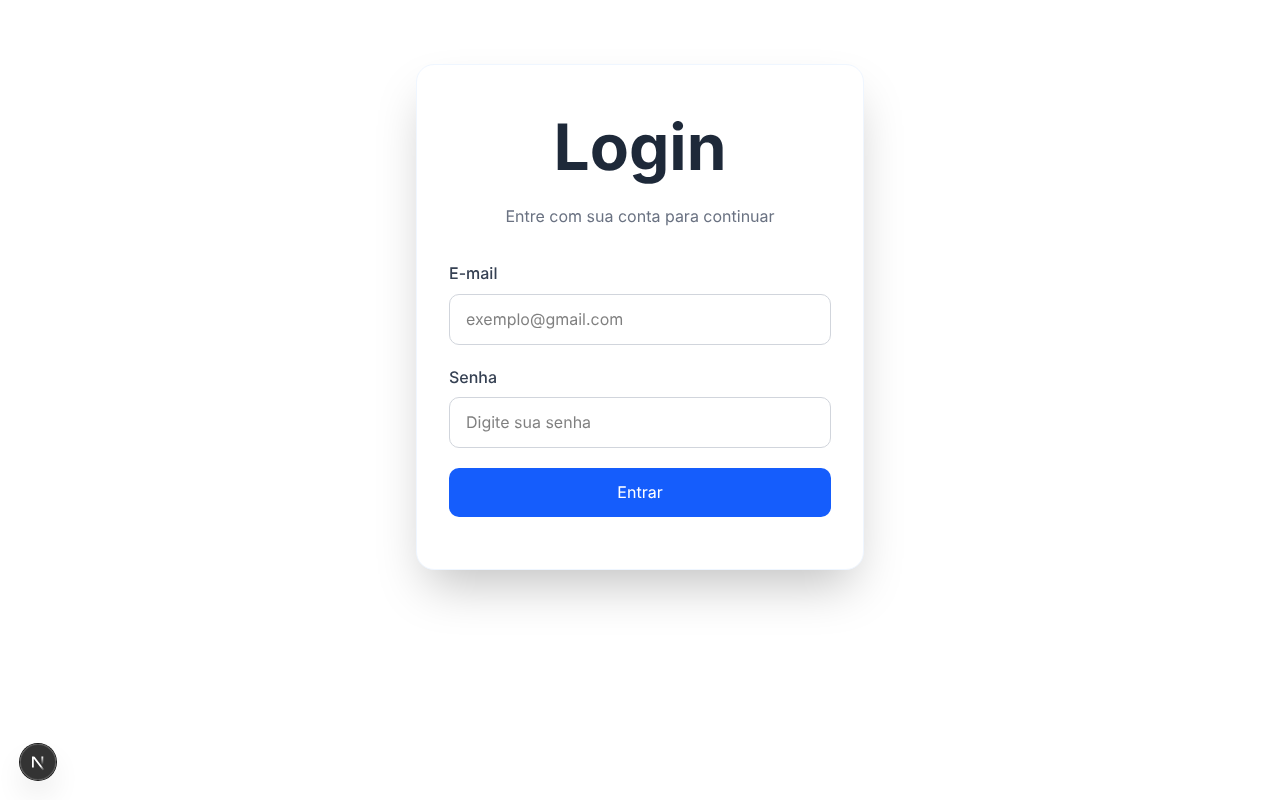 Login
Entre com sua conta para continuar
E-mail
exemplo@gmail.com
Senha
Digite sua senha
Entrar
N